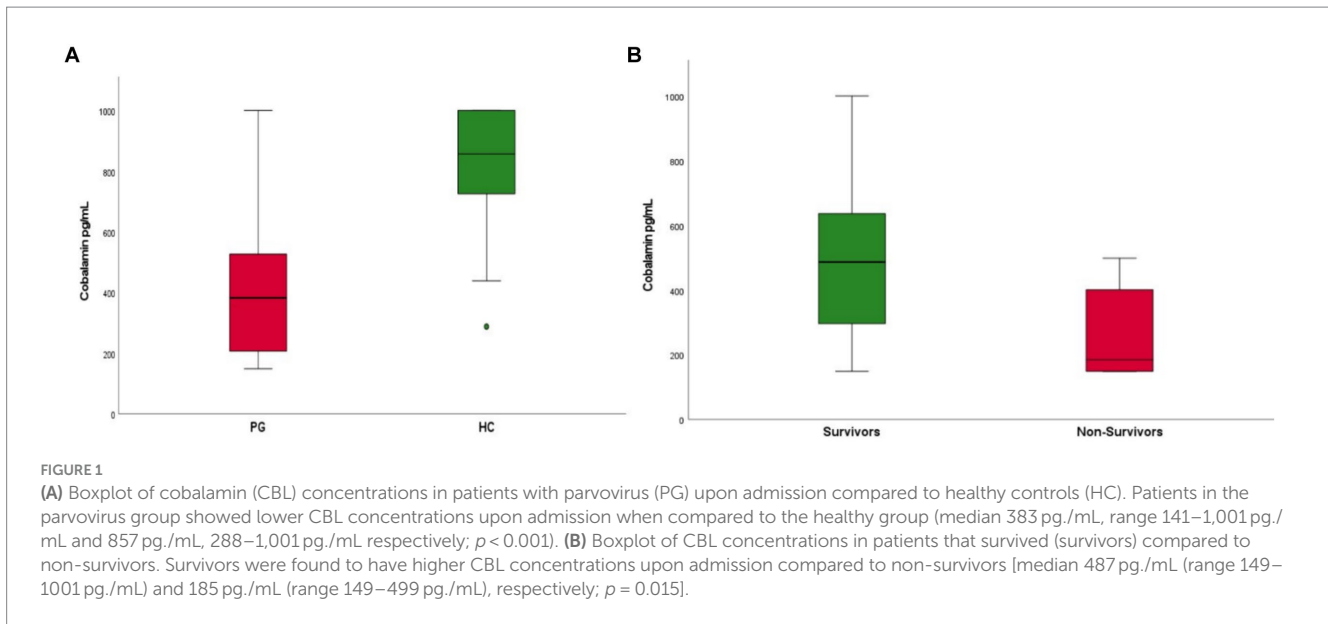 A
Cobalamin pg/mL
1000
800
600
400
200
0
PG
HC
B
Cobalamin pg/mL
1000
800
600
400
200
0
Survivors
Non-Survivors
FIGURE 1
(A) Boxplot of cobalamin (CBL) concentrations in patients with parvovirus (PG) upon admission compared to healthy controls (HC). Patients in the
parvovirus group showed lower CBL concentrations upon admission when compared to the healthy group (median 383 pg./mL, range 141–1,001 pg./
mL and 857 pg./mL, 288–1,001 pg./mL respectively; p < 0.001). (B) Boxplot of CBL concentrations in patients that survived (survivors) compared to
non-survivors. Survivors were found to have higher CBL concentrations upon admission compared to non-survivors [median 487 pg./mL (range 149–
1001 pg./mL) and 185 pg./mL (range 149–499 pg./mL), respectively; p = 0.015].